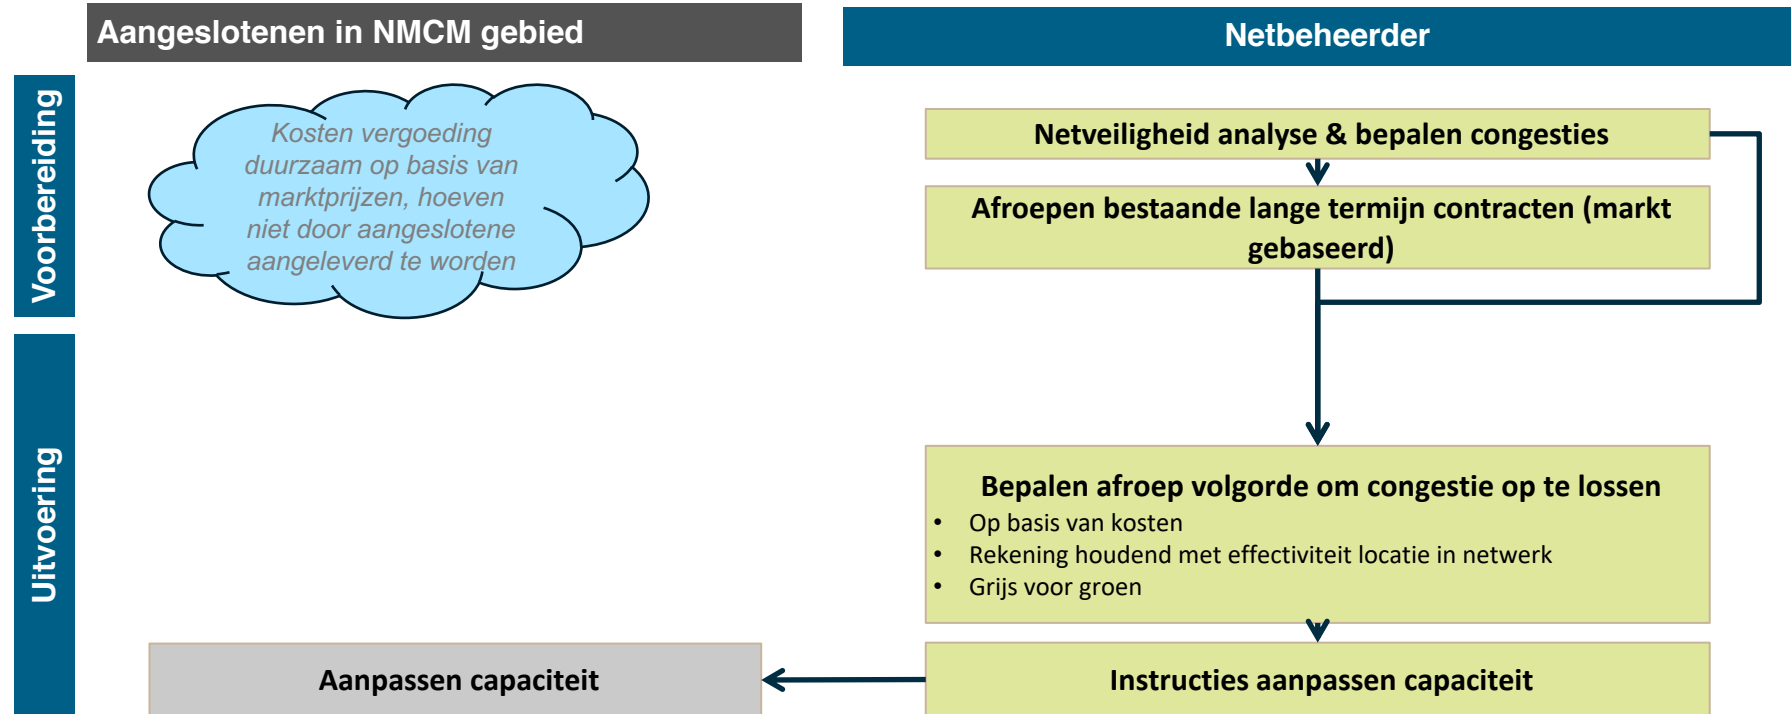 Aangeslotenen in NMCM gebied
Netbeheerder
Voorbereiding
Kosten vergoeding
duurzaam op basis van
marktprijzen, hoeven
niet door aangeslotene
aangeleverd te worden
Netveiligheid analyse & bepalen congesties
Afroepen bestaande lange termijn contracten (markt
gebaseerd)
Uitvoering
Bepalen afroep volgorde om congestie op te lossen
• Op basis van kosten
• Rekening houdend met effectiviteit locatie in netwerk
• Grijs voor groen
Aanpassen capaciteit
Instructies aanpassen capaciteit